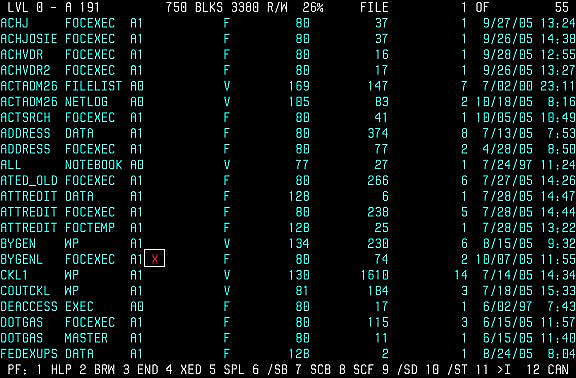 LVL 0 - A 191 750 BLKS 3300 R/W 26% FILE 1 OF 55
ACHJ FOCEXEC A1 F 80 37 1 9/27/05 13:24
ACHJOSIE FOCEXEC A1 F 80 37 1 9/26/05 14:38
ACHVDR FOCEXEC A1 F 80 16 1 9/28/05 12:55
ACHVDR2 FOCEXEC A1 F 80 17 1 9/26/05 13:27
ACTADM26 FILELIST A0 V 169 147 7 7/02/00 23:11
ACTADM26 NETLOG A0 V 105 83 2 10/18/05 8:16
ACTSRCH FOCEXEC A1 F 80 41 1 10/05/05 10:49
ADDRESS DATA A1 F 80 374 8 7/13/05 7:53
ADDRESS FOCEXEC A1 F 80 77 2 4/28/05 8:50
ALL NOTEBOOK A0 V 77 27 1 7/24/97 11:24
ATED_OLD FOCEXEC A1 F 80 266 6 7/27/05 14:26
ATTREDIT DATA A1 F 128 6 1 7/28/05 14:47
ATTREDIT FOCEXEC A1 F 80 230 5 7/28/05 14:44
ATTREDIT FOCTEMP A1 F 128 25 1 7/28/05 13:22
BYGEN WP A1 V 134 230 6 8/15/05 9:32
BYGENL FOCEXEC A1 X F 80 74 2 10/07/05 11:55
CKL1 WP A1 V 130 1610 14 7/14/05 14:34
COUTCKL WP A1 V 81 104 3 7/18/05 15:33
DEACCESS EXEC A0 F 80 17 1 6/02/97 7:43
DOTGAS FOCEXEC A1 F 80 115 3 6/15/05 11:57
DOTGAS MASTER A1 F 80 11 1 6/15/05 11:40
FEDEXUPS DATA A1 F 128 2 1 8/24/05 8:04
PF: 1 HLP 2 BRW 3 END 4 XED 5 SPL 6 /SB 7 SCB 8 SCF 9 /SD 10 /ST 11 >I 12 CAN